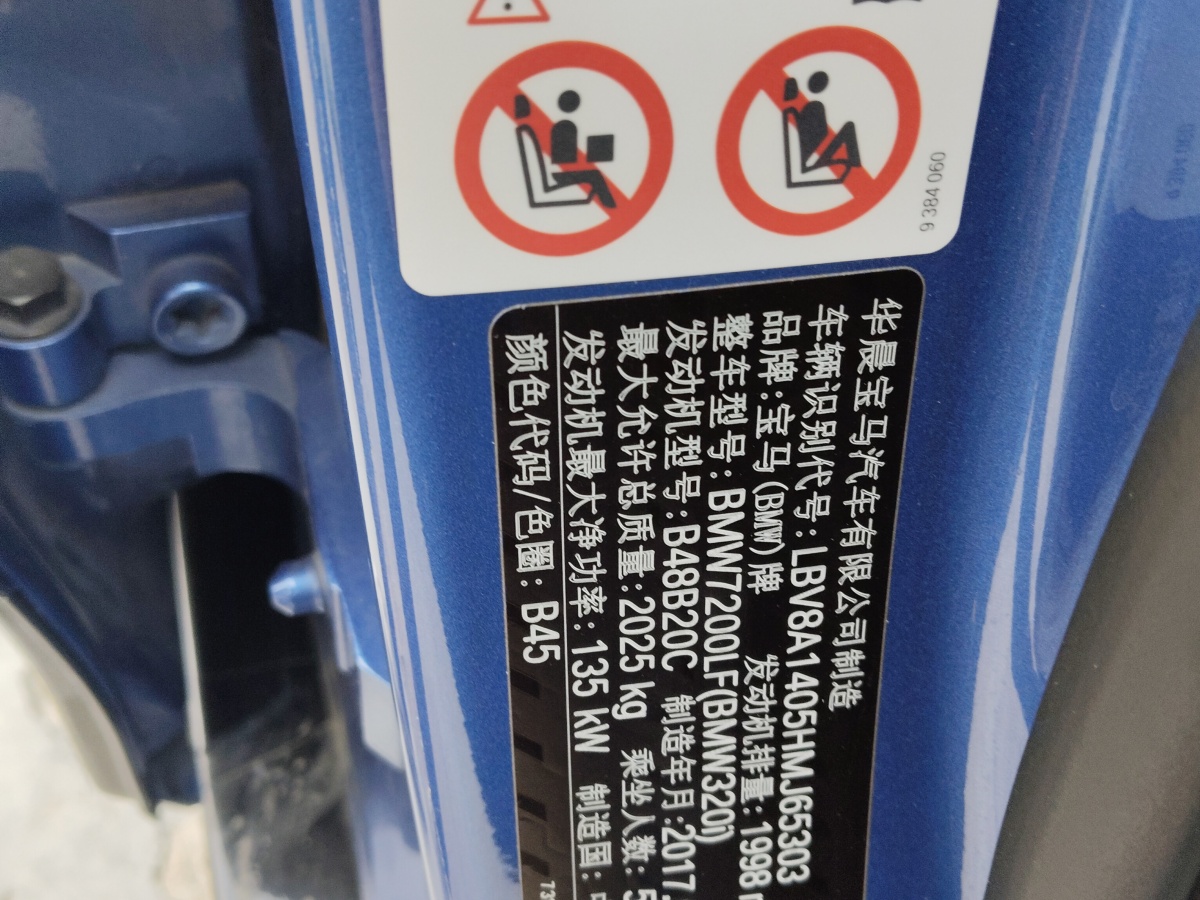 9 384 060
华晨宝马汽车有限公司制造
车辆识别代号:LBV8A1405HMJ65303
品牌:宝马(BMW)牌 发动机排量:1998
整车型号:BMW7200LF(BMW320i)
发动机型号:B48B20C 制造年月:2017
最大允许总质量:2025 kg 乘坐人数:5
发动机最大净功率:135 kW 制造国:
颜色代码/色圈:B45